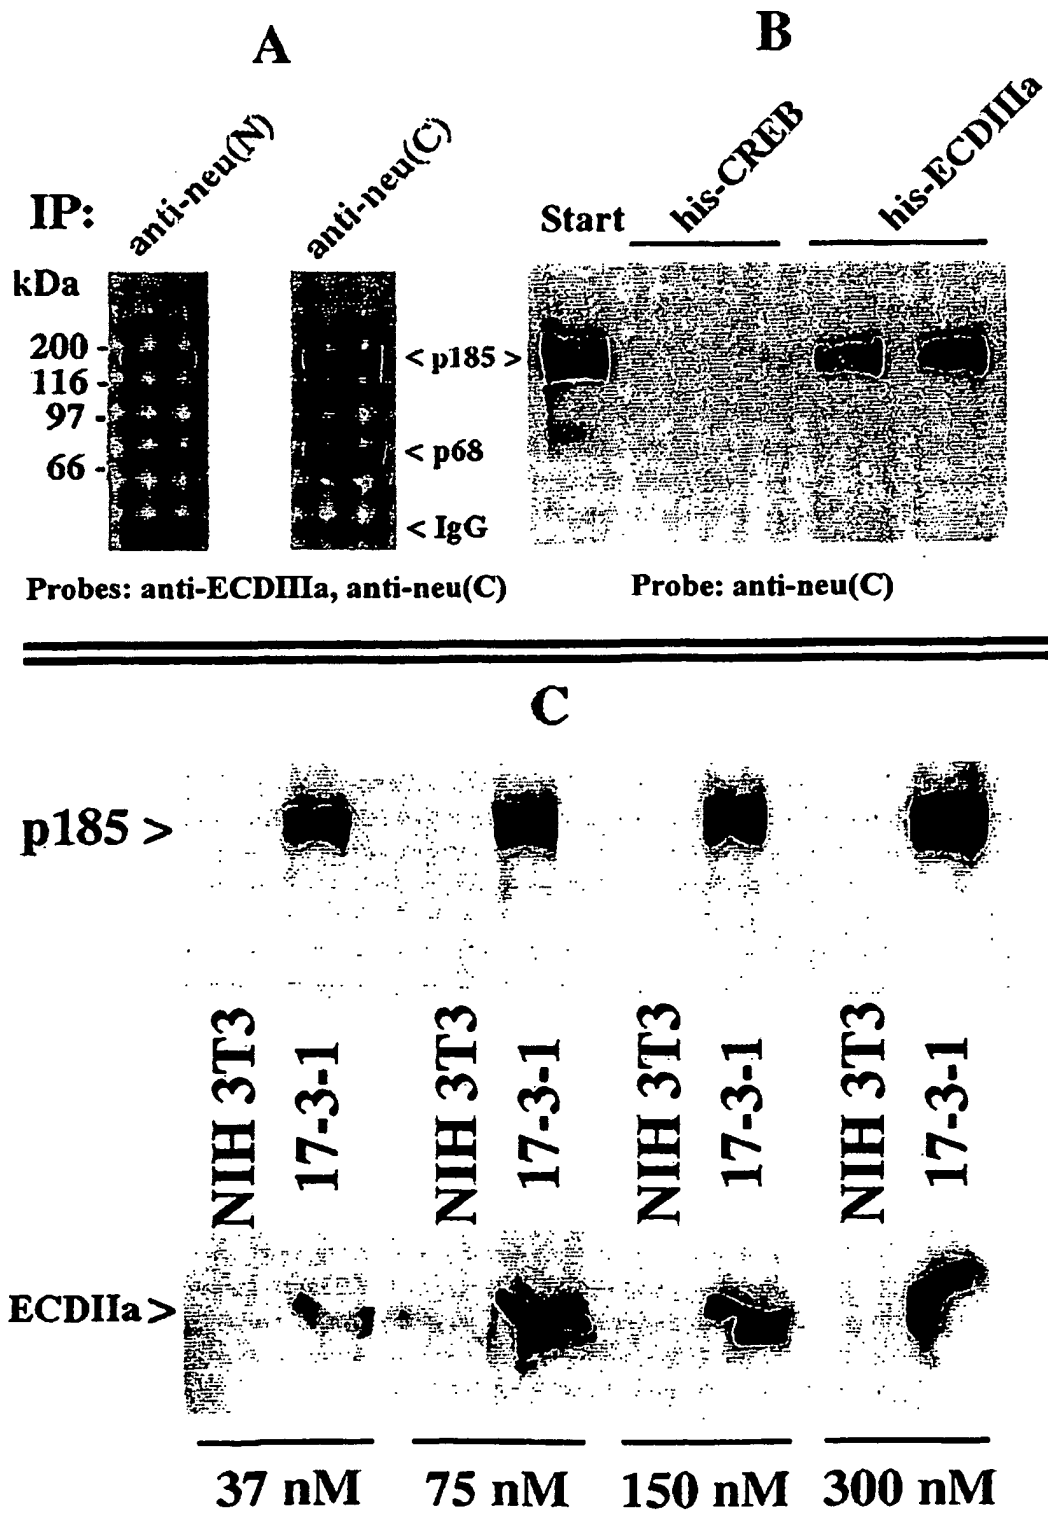 A
B
IP:
anti-neu(N)
anti-neu(C)
Start
his-CREB
his-ECDIIIa
kDa
200 -
116 -
97 -
66 -
< p185 >
< p68
< IgG
Probes: anti-ECDIIIa, anti-neu(C)
Probe: anti-neu(C)
C
p185 >
NIH 3T3
17-3-1
NIH 3T3
17-3-1
NIH 3T3
17-3-1
NIH 3T3
17-3-1
ECDIIa >
37 nM
75 nM
150 nM
300 nM